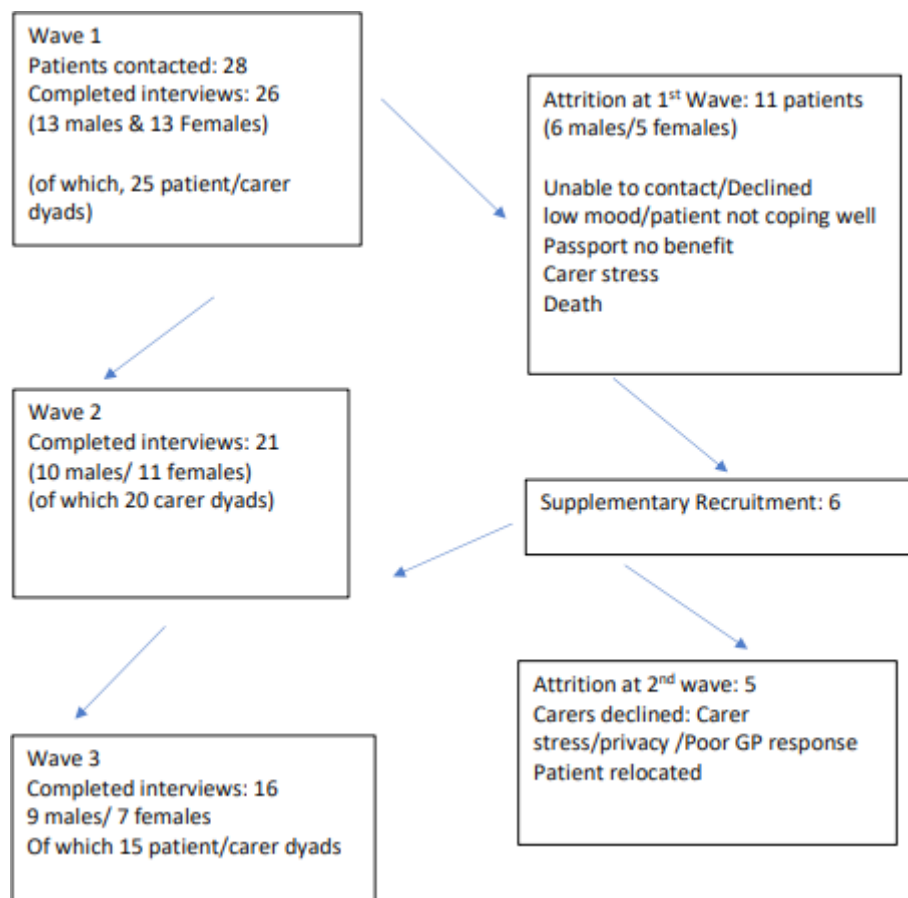 Wave 1
Patients contacted: 28
Completed interviews: 26
(13 males & 13 Females)
(of which, 25 patient/carer
dyads)
Attrition at 1st Wave: 11 patients
(6 males/5 females)
Unable to contact/Declined
low mood/patient not coping well
Passport no benefit
Carer stress
Death
Wave 2
Completed interviews: 21
(10 males/ 11 females)
(of which 20 carer dyads)
Supplementary Recruitment: 6
Attrition at 2nd wave: 5
Carers declined: Carer
stress/privacy /Poor GP response
Patient relocated
Wave 3
Completed interviews: 16
9 males/ 7 females
Of which 15 patient/carer dyads